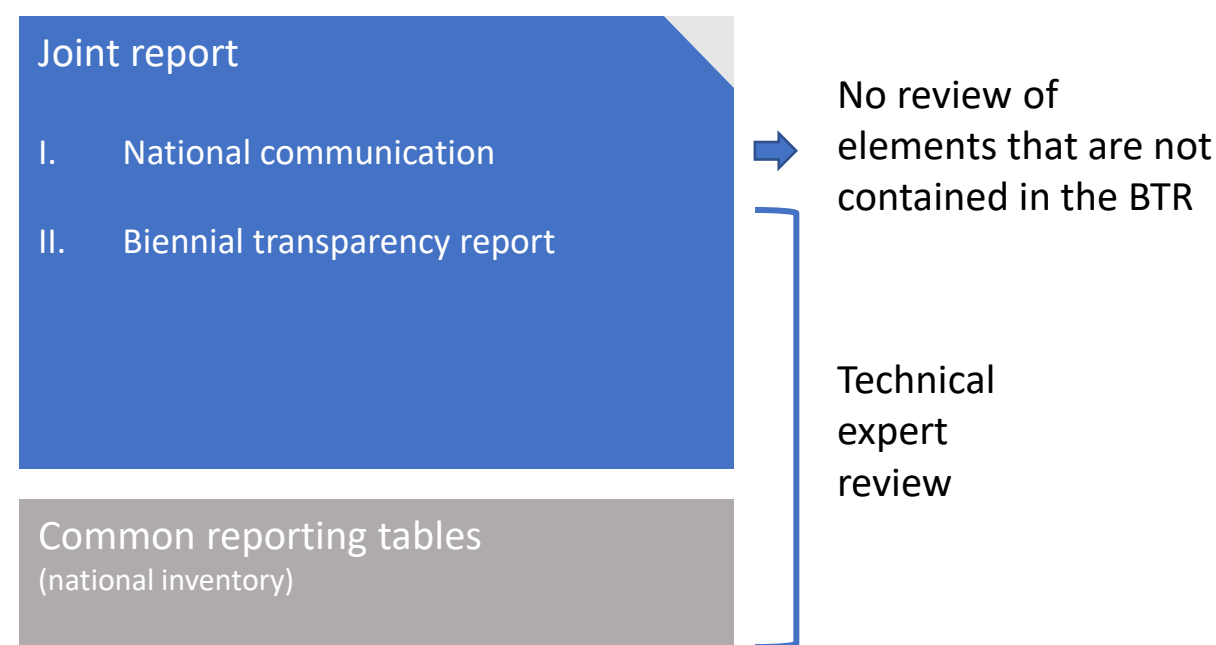 Joint report
I. National communication
II. Biennial transparency report
No review of
elements that are not
contained in the BTR
Technical
expert
review
Common reporting tables
(national inventory)